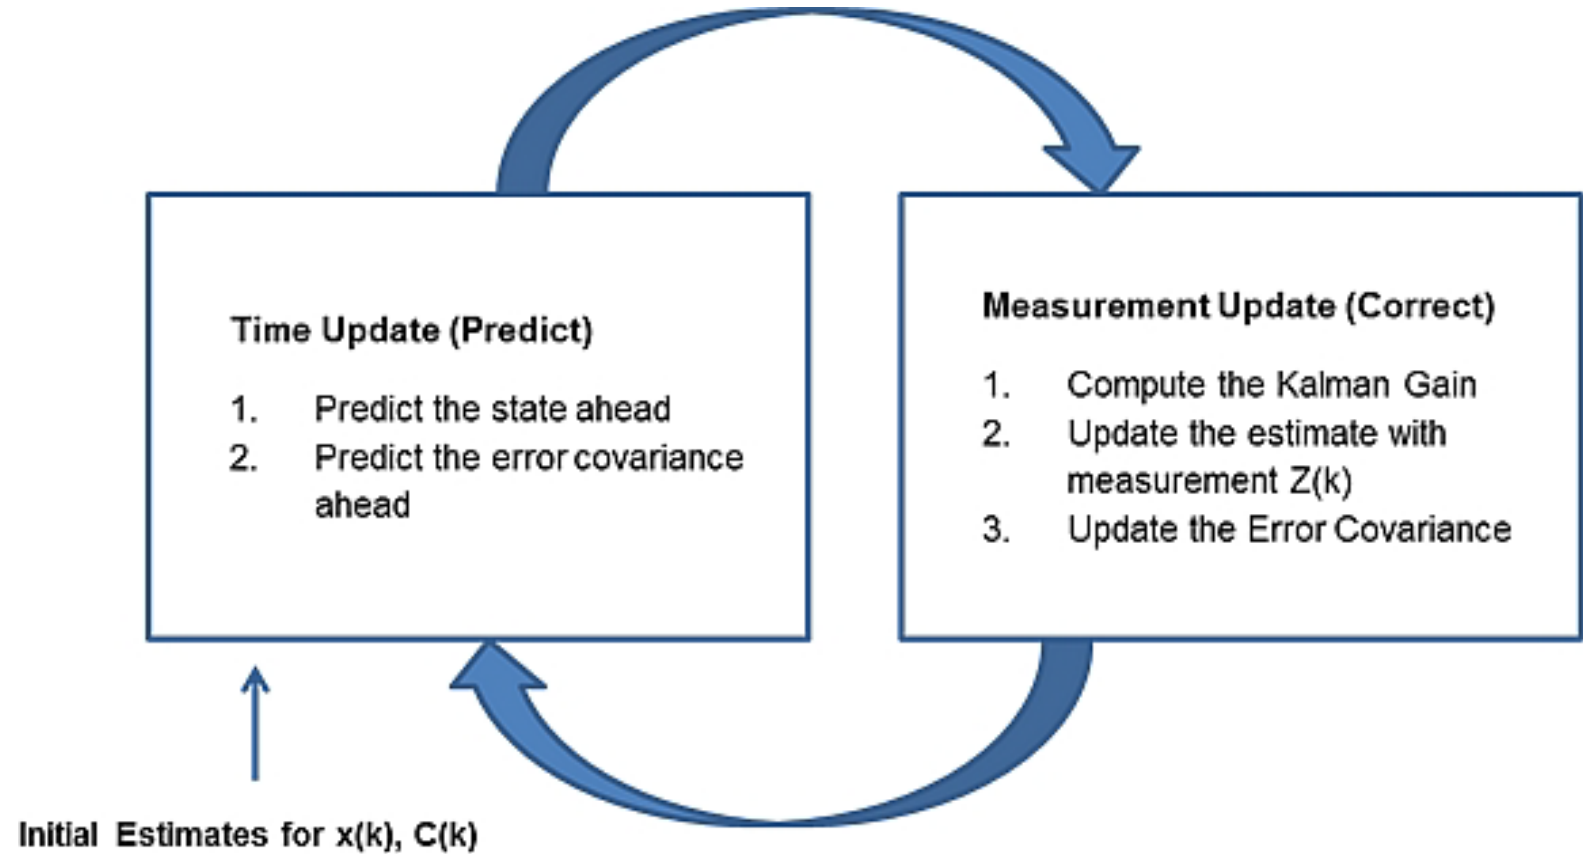 Time Update (Predict)
1. Predict the state ahead
2. Predict the error covariance
ahead
Measurement Update (Correct)
1. Compute the Kalman Gain
2. Update the estimate with
measurement Z(k)
3. Update the Error Covariance
Initial Estimates for x(k), C(k)